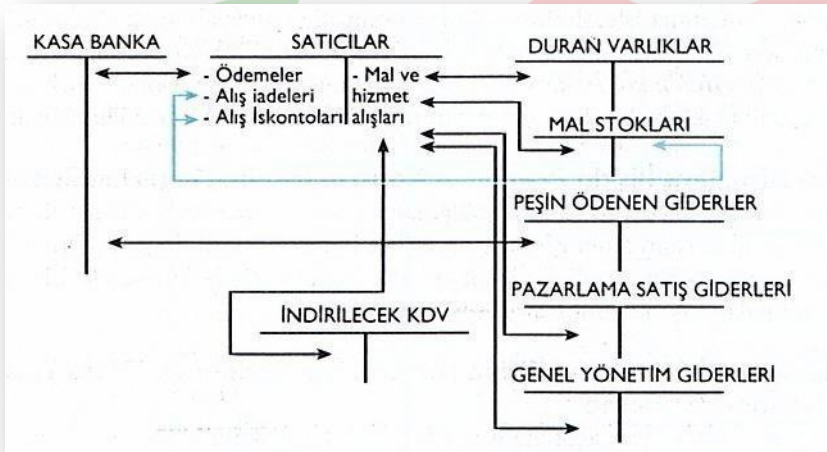 KASA BANKA
SATICILAR
DURAN VARLIKLAR
- Ödemeler
- Alış iadeleri
- Alış İskontoları
- Mal ve
hizmet
alışları
MAL STOKLARI
PEŞİN ÖDENEN GİDERLER
PAZARLAMA SATIŞ GİDERLERİ
İNDİRİLECEK KDV
GENEL YÖNETİM GİDERLERİ